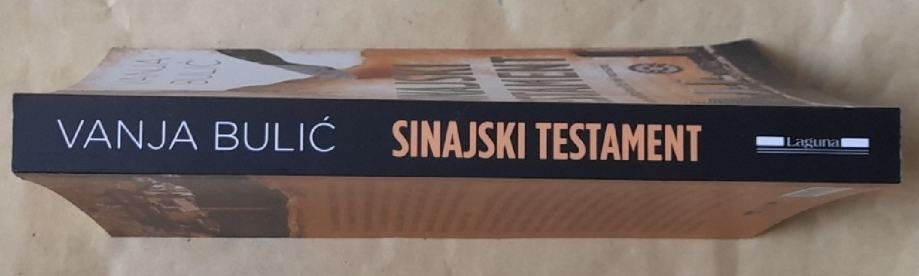 VANJA BULIĆ
SINAJSKI TESTAMENT
Laguna